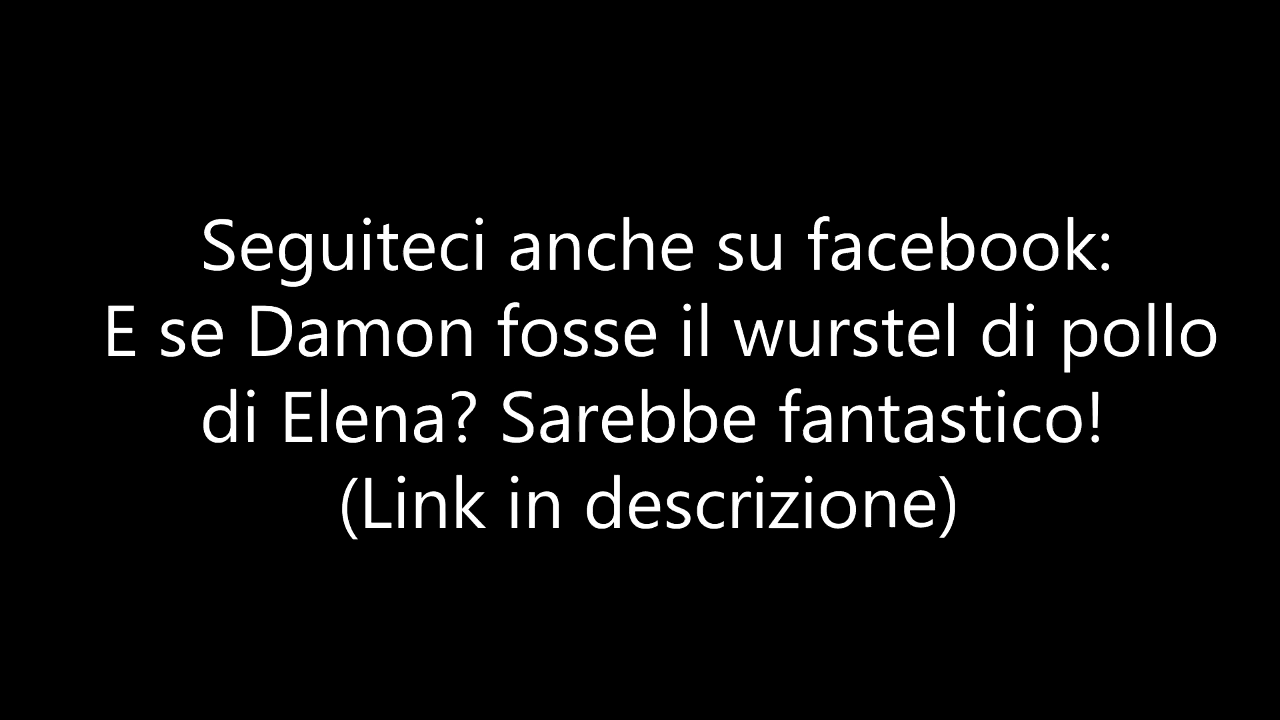 Seguiteci anche su facebook:
E se Damon fosse il wurstel di pollo
di Elena? Sarebbe fantastico!
(Link in descrizione)